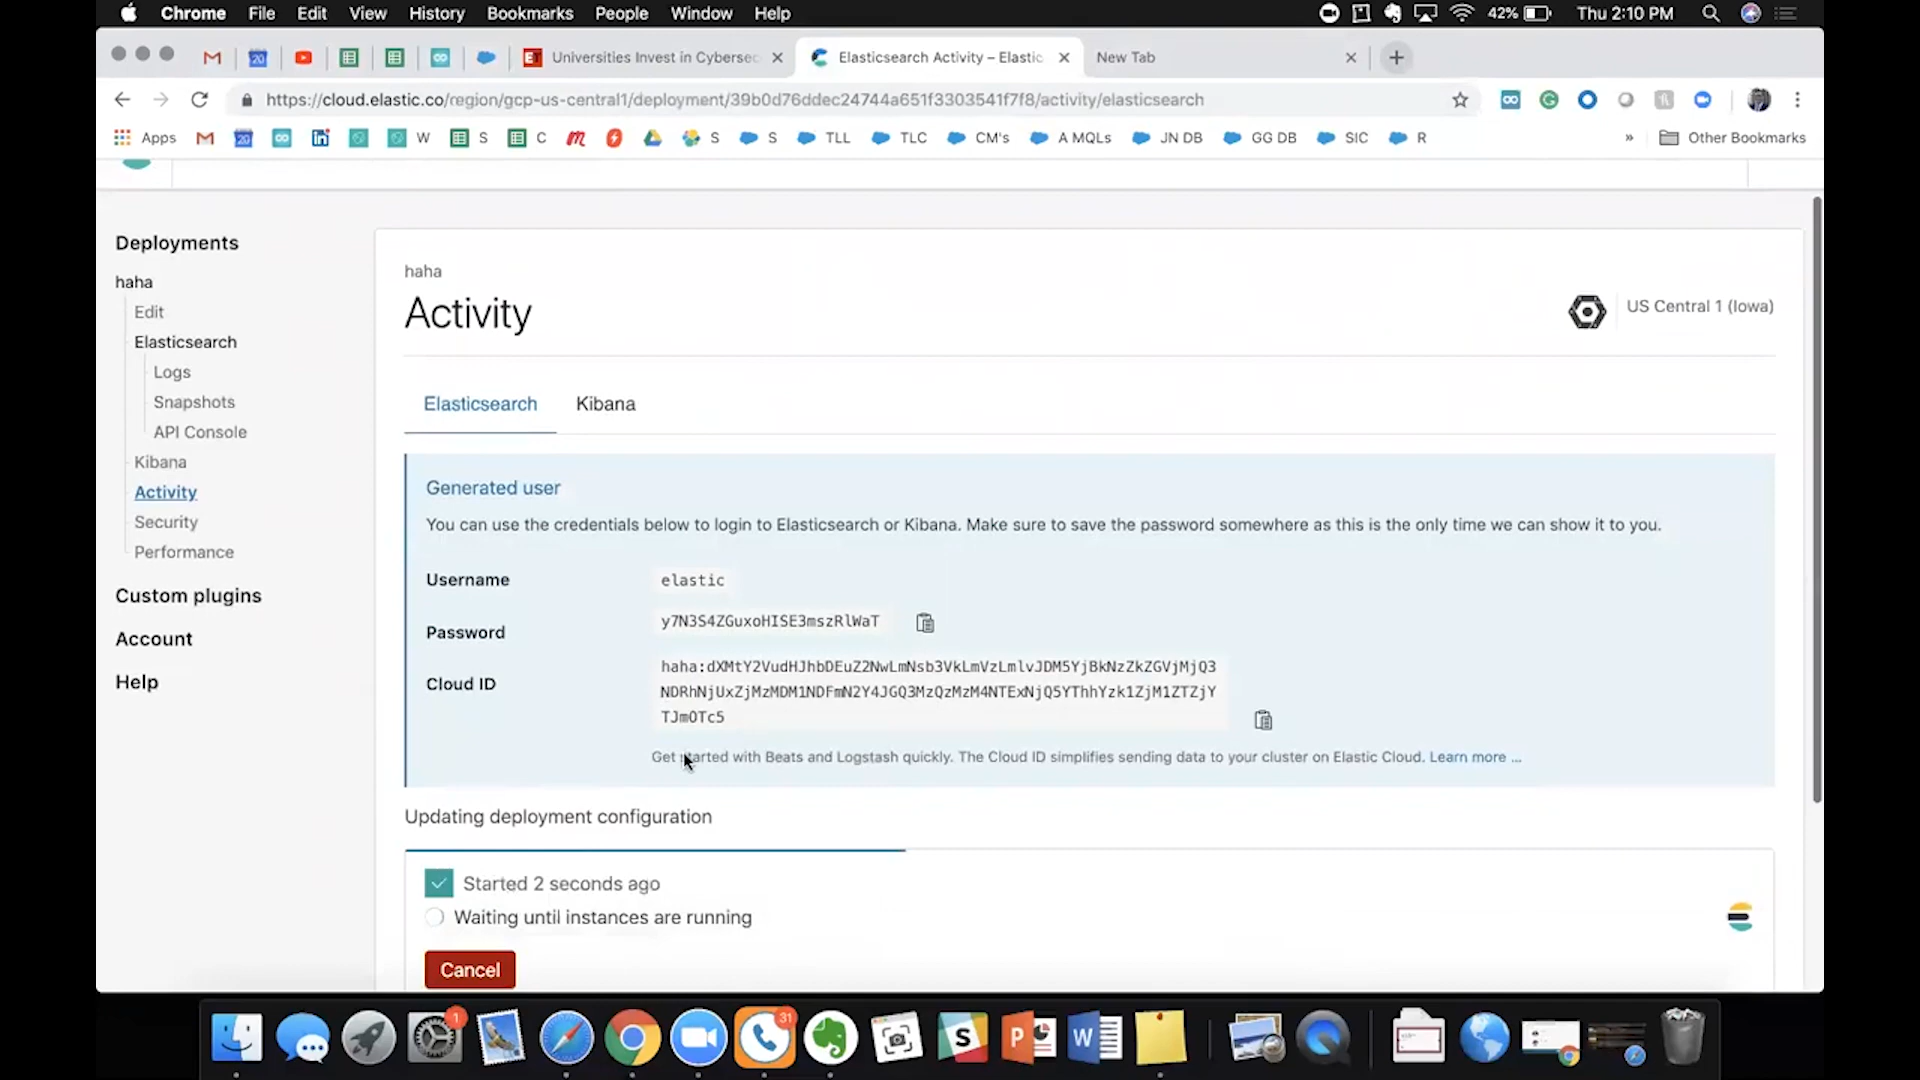 Chrome File Edit View History Bookmarks People Window Help 42% Thu 2:10 PM
20 ET Universities Invest in Cybersec Elasticsearch Activity – Elastic New Tab
https://cloud.elastic.co/region/gcp-us-central1/deployment/39b0d76ddec24744a651f3303541f7f8/activity/elasticsearch
Apps 20 W S C S S TLL TLC CM's A MQLs JN DB GG DB SIC R » Other Bookmarks
Deployments
haha
Edit
Elasticsearch
Logs
Snapshots
API Console
Kibana
Activity
Security
Performance
Custom plugins
Account
Help
haha
Activity
US Central 1 (Iowa)
Elasticsearch Kibana
Generated user
You can use the credentials below to login to Elasticsearch or Kibana. Make sure to save the password somewhere as this is the only time we can show it to you.
Username elastic
Password y7N3S4ZGuxoHISE3mszRlWaT
Cloud ID haha:dXMtY2VudHJhbDEuZ2NwLmNsb3VkLmVzLmlvJDM5YjBkNzZkZGVjMjQ3
NDRhNjUxZjMzMDM1NDFmN2Y4JGQ3MzQzMzM4NTExNjQ5YThhYzk1ZjM1ZTZjY
TJmOTc5
Get started with Beats and Logstash quickly. The Cloud ID simplifies sending data to your cluster on Elastic Cloud. Learn more ...
Updating deployment configuration
Started 2 seconds ago
Waiting until instances are running
Cancel
1 31 S P W